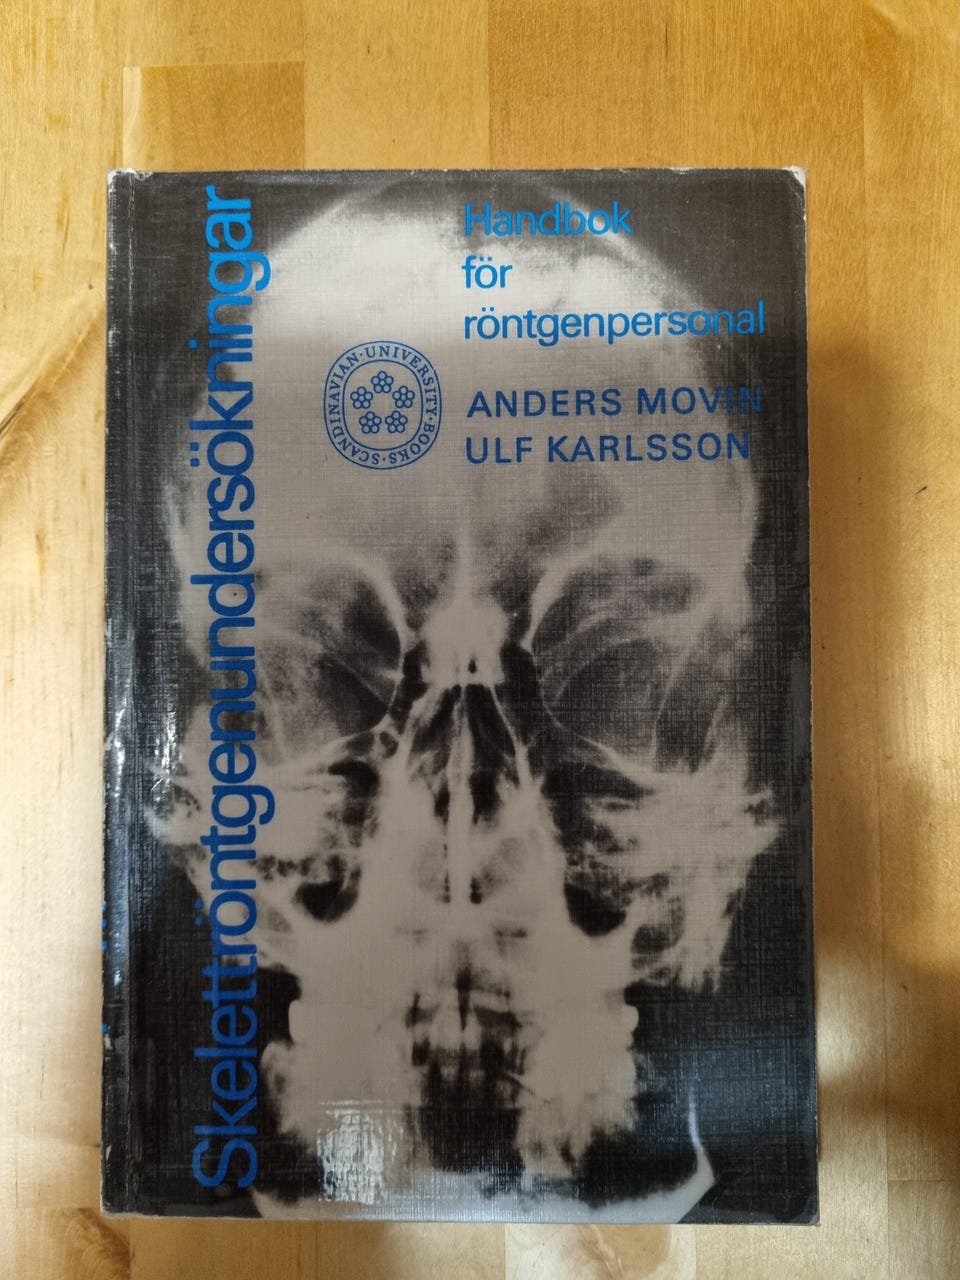 Skelettröntgenundersökningar
Handbok
för
röntgenpersonal
SCANDINAVIAN·UNIVERSITY·BOOKS·
ANDERS MOVIN
ULF KARLSSON